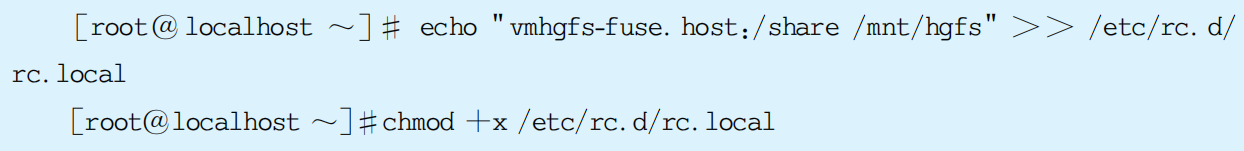 [root@ localhost ～]# echo "vmhgfs-fuse. host:/share /mnt/hgfs" >> /etc/rc. d/
rc. local
[root@localhost ～]#chmod +x /etc/rc. d/rc. local